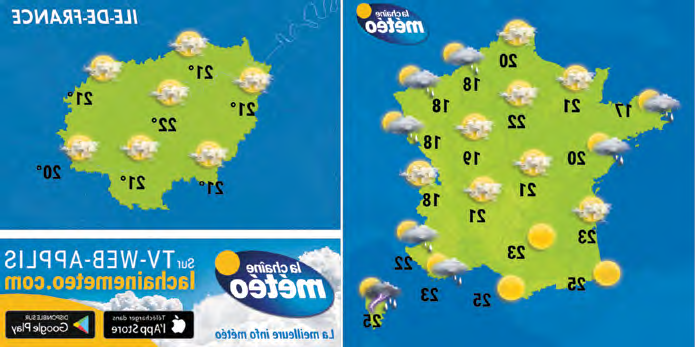 ILE-DE-FRANCE
21°
21°
21°
22°
20°
21°
21°
la chaîne
météo
20
18
18
21
17
22
18
19
20
21
18
21
23
23
22
23
25
25
25
la chaîne
météo
Sur TV-WEB-APPLIS
lachainemeteo.com
Télécharger dans
l'App Store
DISPONIBLE SUR
Google Play
La meilleure info météo